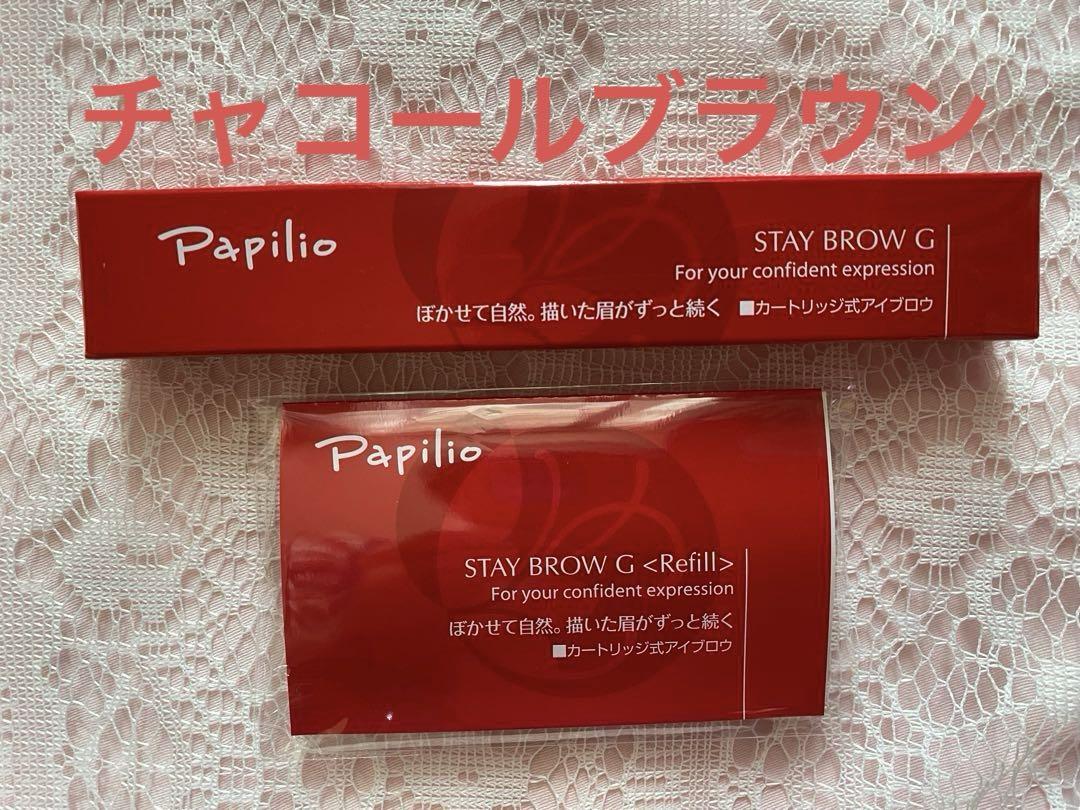 チャコールブラウン
Papilio
STAY BROW G
For your confident expression
ぼかせて自然。描いた眉がずっと続く ■カートリッジ式アイブロウ
Papilio
STAY BROW G <Refill>
For your confident expression
ぼかせて自然。描いた眉がずっと続く
■カートリッジ式アイブロウ